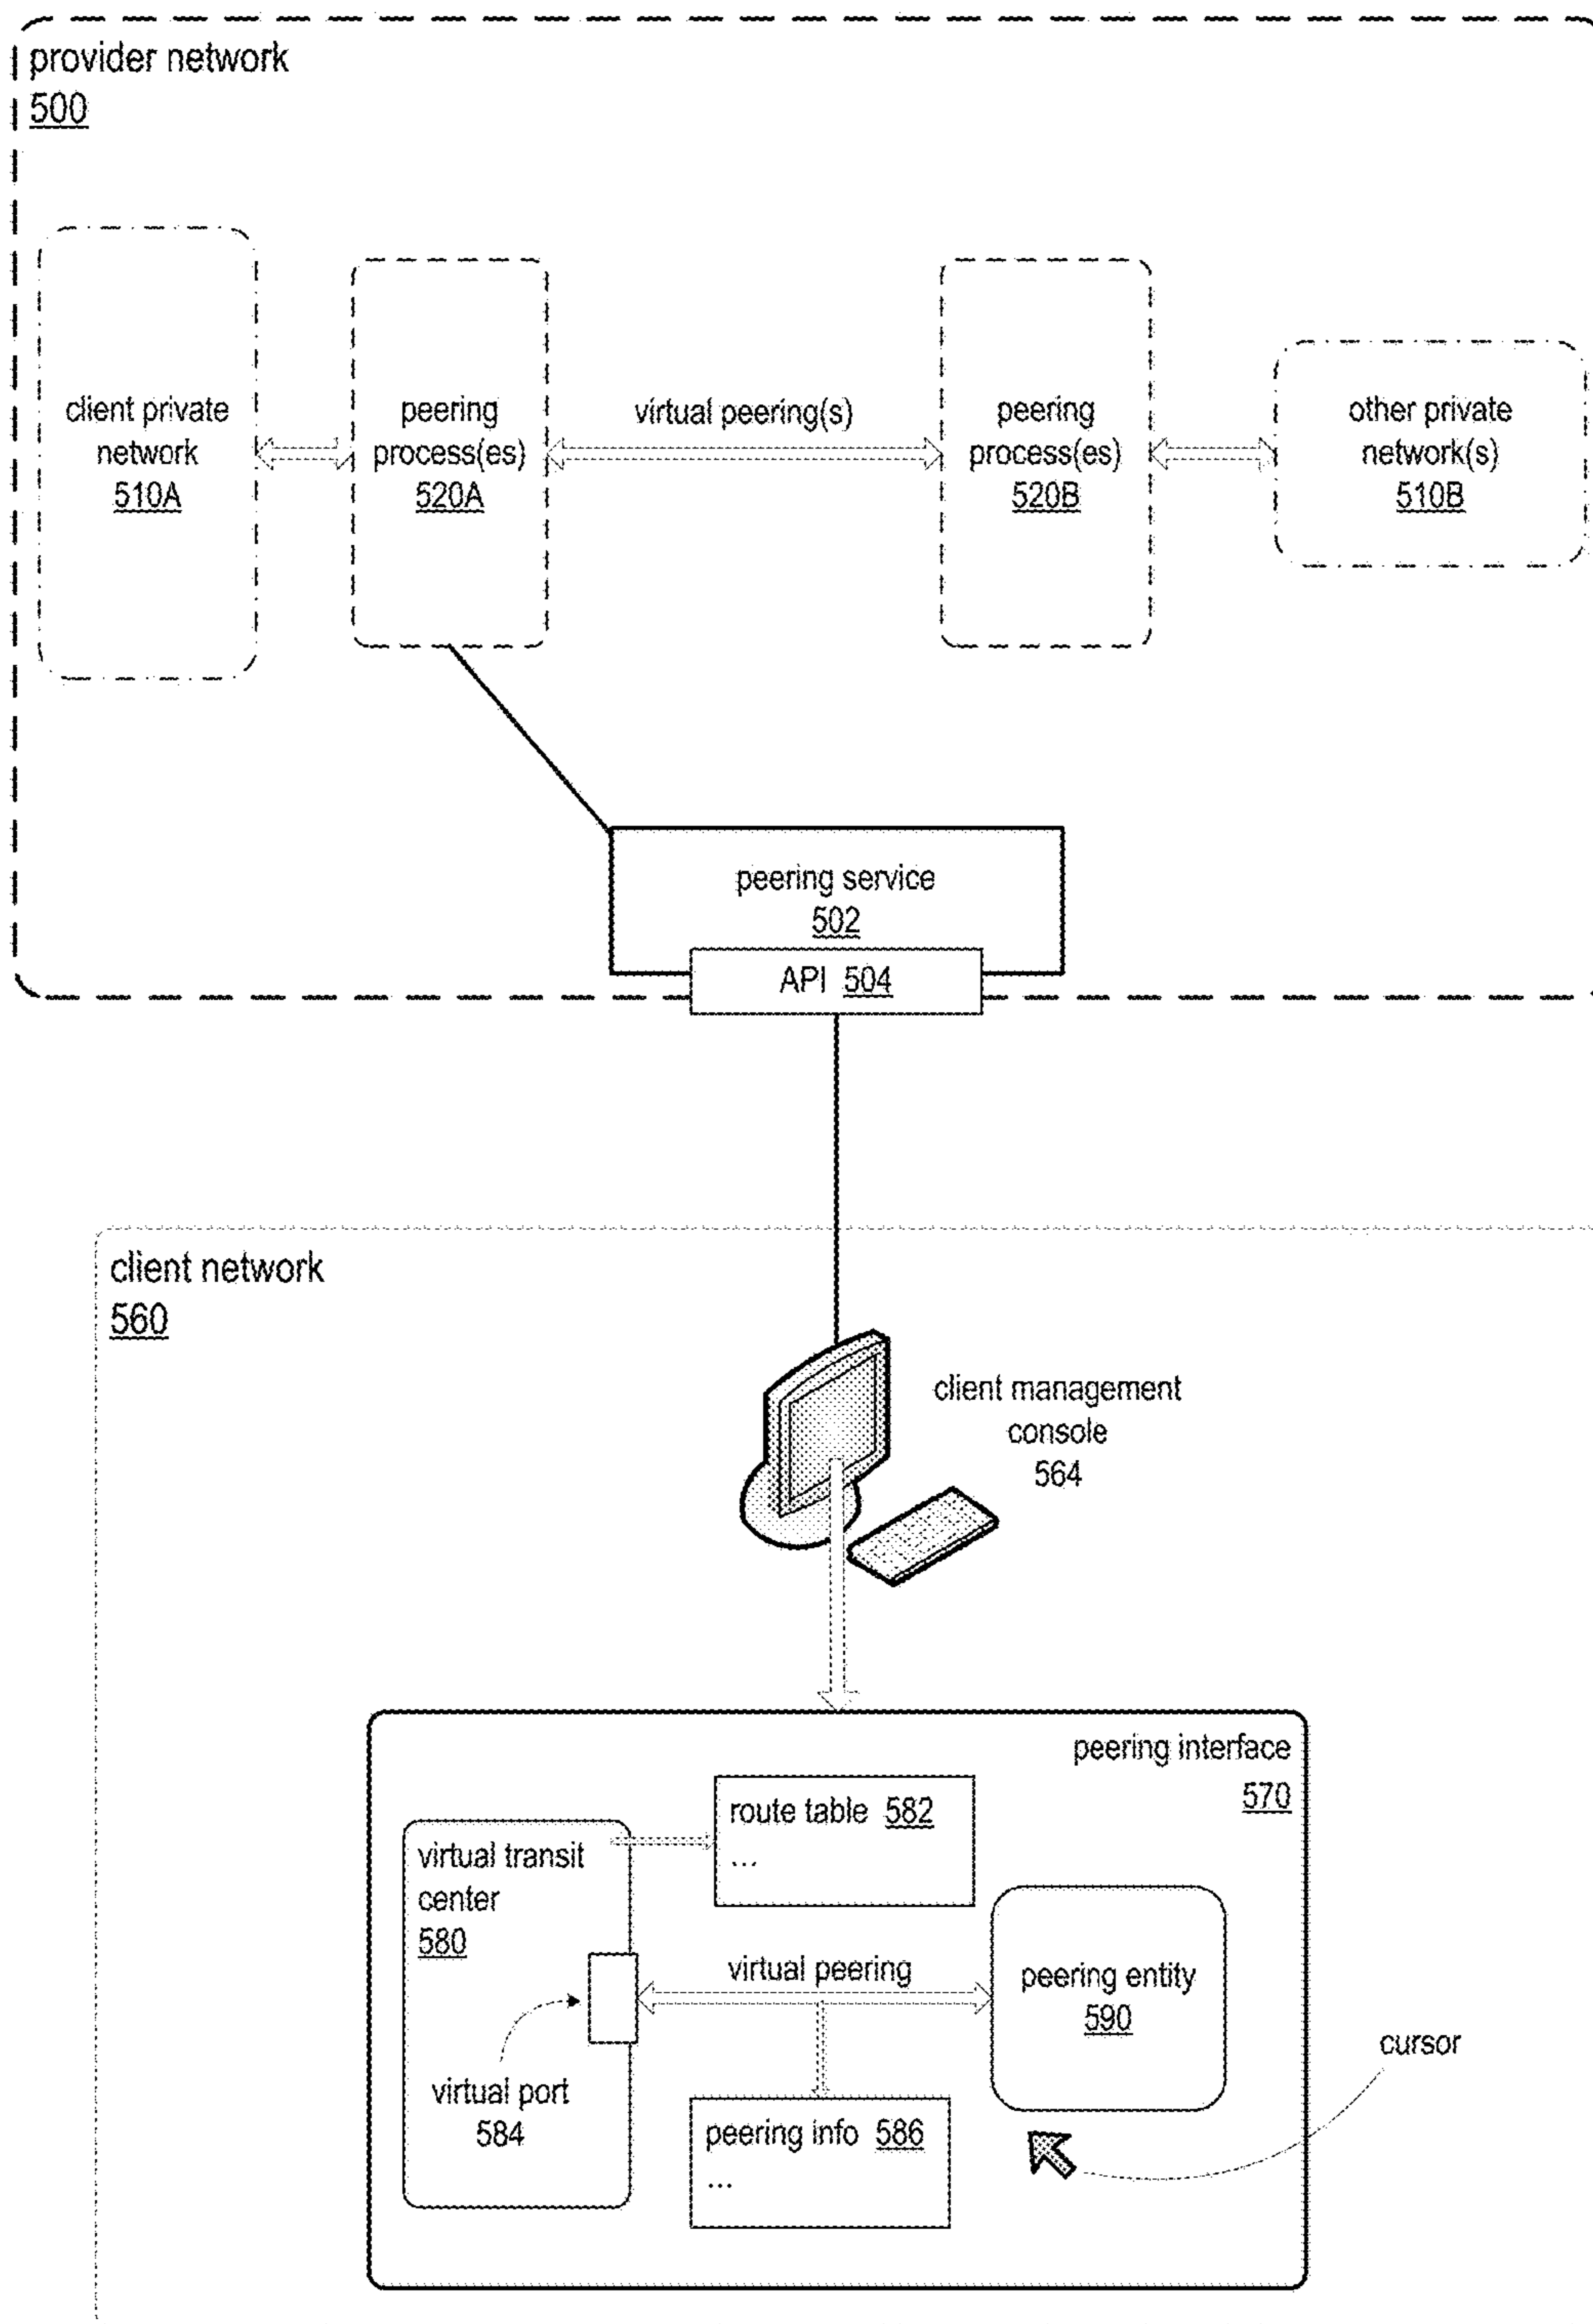 provider network
500
client private
network
510A
peering
process(es)
520A
virtual peering(s)
peering
process(es)
520B
other private
network(s)
510B
peering service
502
API 504
client network
560
client management
console
564
peering interface
570
route table 582
...
virtual transit
center
580
virtual peering
peering entity
590
cursor
virtual port
584
peering info 586
...